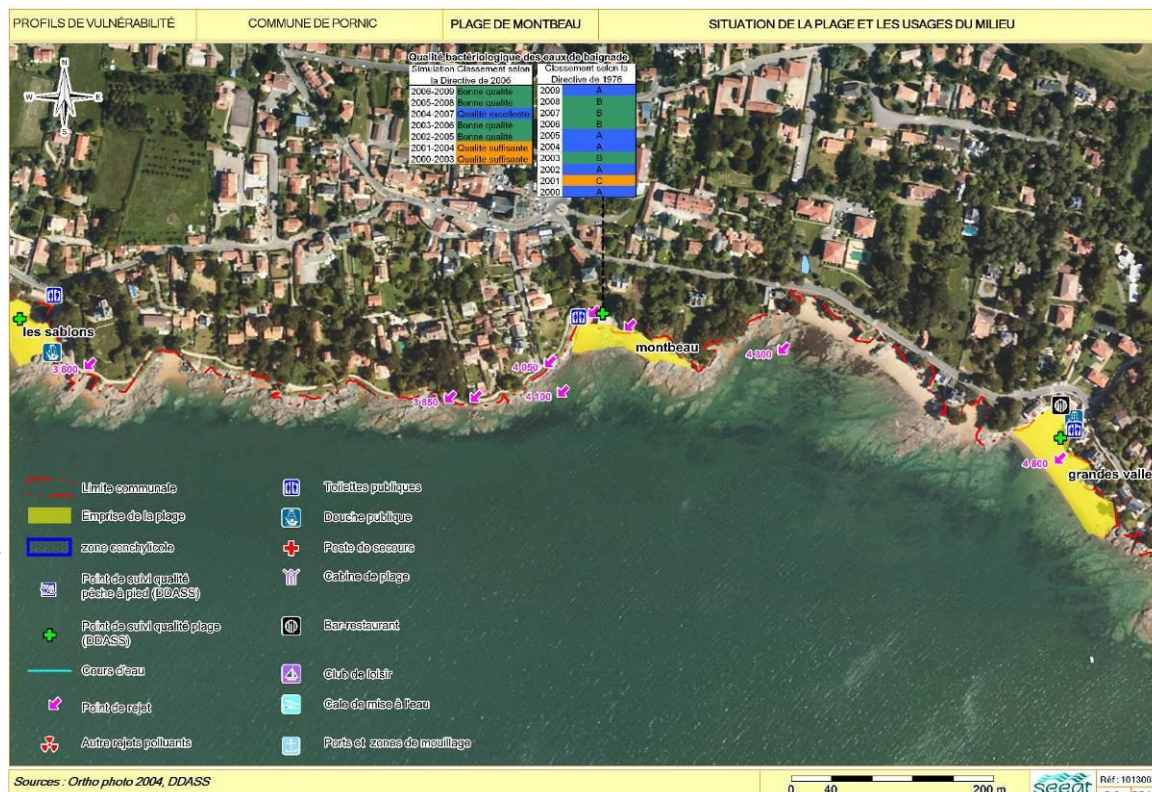 PROFILS DE VULNÉRABILITÉ
COMMUNE DE PORNIC
PLAGE DE MONTBEAU
SITUATION DE LA PLAGE ET LES USAGES DU MILIEU
N
W E
S
Qualité bactériologique des eaux de baignade
Simulation Classement selon
la Directive de 2006
2006-2009 Bonne qualité
2005-2008 Bonne qualité
2004-2007 Qualité excellente
2003-2006 Bonne qualité
2002-2005 Bonne qualité
2001-2004 Qualité suffisante
2000-2003 Qualité suffisante
Classement selon la
Directive de 1976
2009 A
2008 B
2007 B
2006 B
2005 A
2004 A
2003 B
2002 A
2001 C
2000 A
les sablons
3 600
3 850
4 050
4 100
montbeau
4 300
4 600
grandes valle
Limite communale
Emprise de la plage
zone conchylicole
Point de suivi qualité
pêche à pied (DDASS)
Point de suivi qualité plage
(DDASS)
Cours d'eau
Point de rejet
Autre rejets polluants
Toilettes publiques
Douche publique
Poste de secours
Cabine de plage
Bar-restaurant
Club de loisir
Cale de mise à l'eau
Ports et zones de mouillage
Sources : Ortho photo 2004, DDASS
0 40 200 m
seeat
Réf : 101300